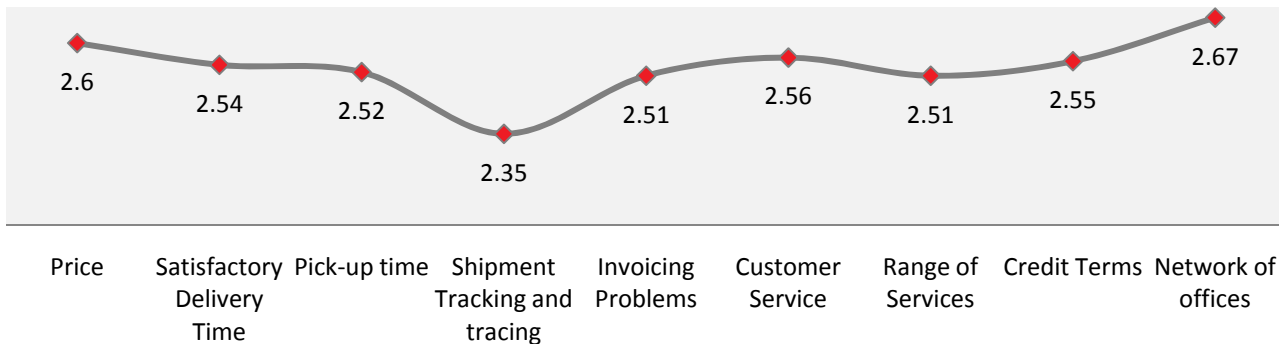 2.6
2.54
2.52
2.35
2.51
2.56
2.51
2.55
2.67
Price
Satisfactory
Delivery
Time
Pick-up time
Shipment
Tracking and
tracing
Invoicing
Problems
Customer
Service
Range of
Services
Credit Terms
Network of
offices